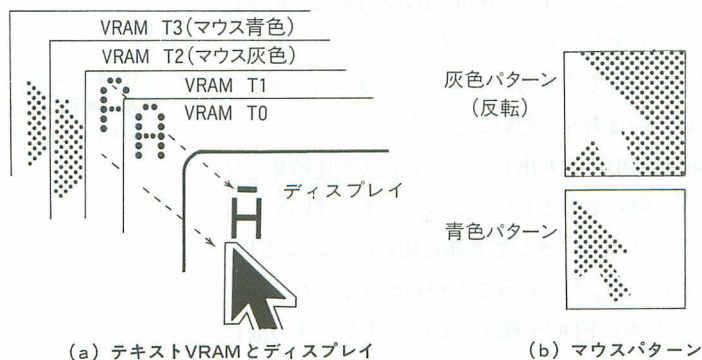 VRAM T3(マウス青色)
VRAM T2(マウス灰色)
VRAM T1
VRAM T0
A
A
ディスプレイ
(a) テキストVRAMとディスプレイ
灰色パターン
(反転)
青色パターン
(b) マウスパターン